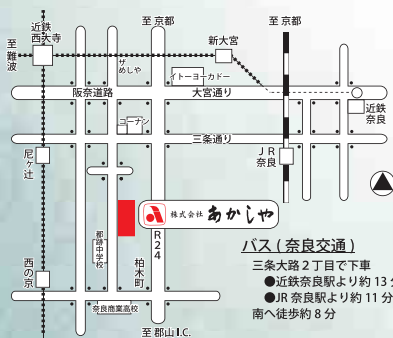 至京都
至京都
近鉄
西大寺
至難波
ザ
めしや
新大宮
イトーヨーカドー
阪奈道路
大宮通り
近鉄
奈良
コーナン
三条通り
尼ヶ辻
JR
奈良
株式会社 あかしや
都跡中学校
R24
柏木町
西の京
奈良商業高校
至郡山I.C.
バス(奈良交通)
三条大路2丁目で下車
●近鉄奈良駅より約13分
●JR奈良駅より約11分
南へ徒歩約8分